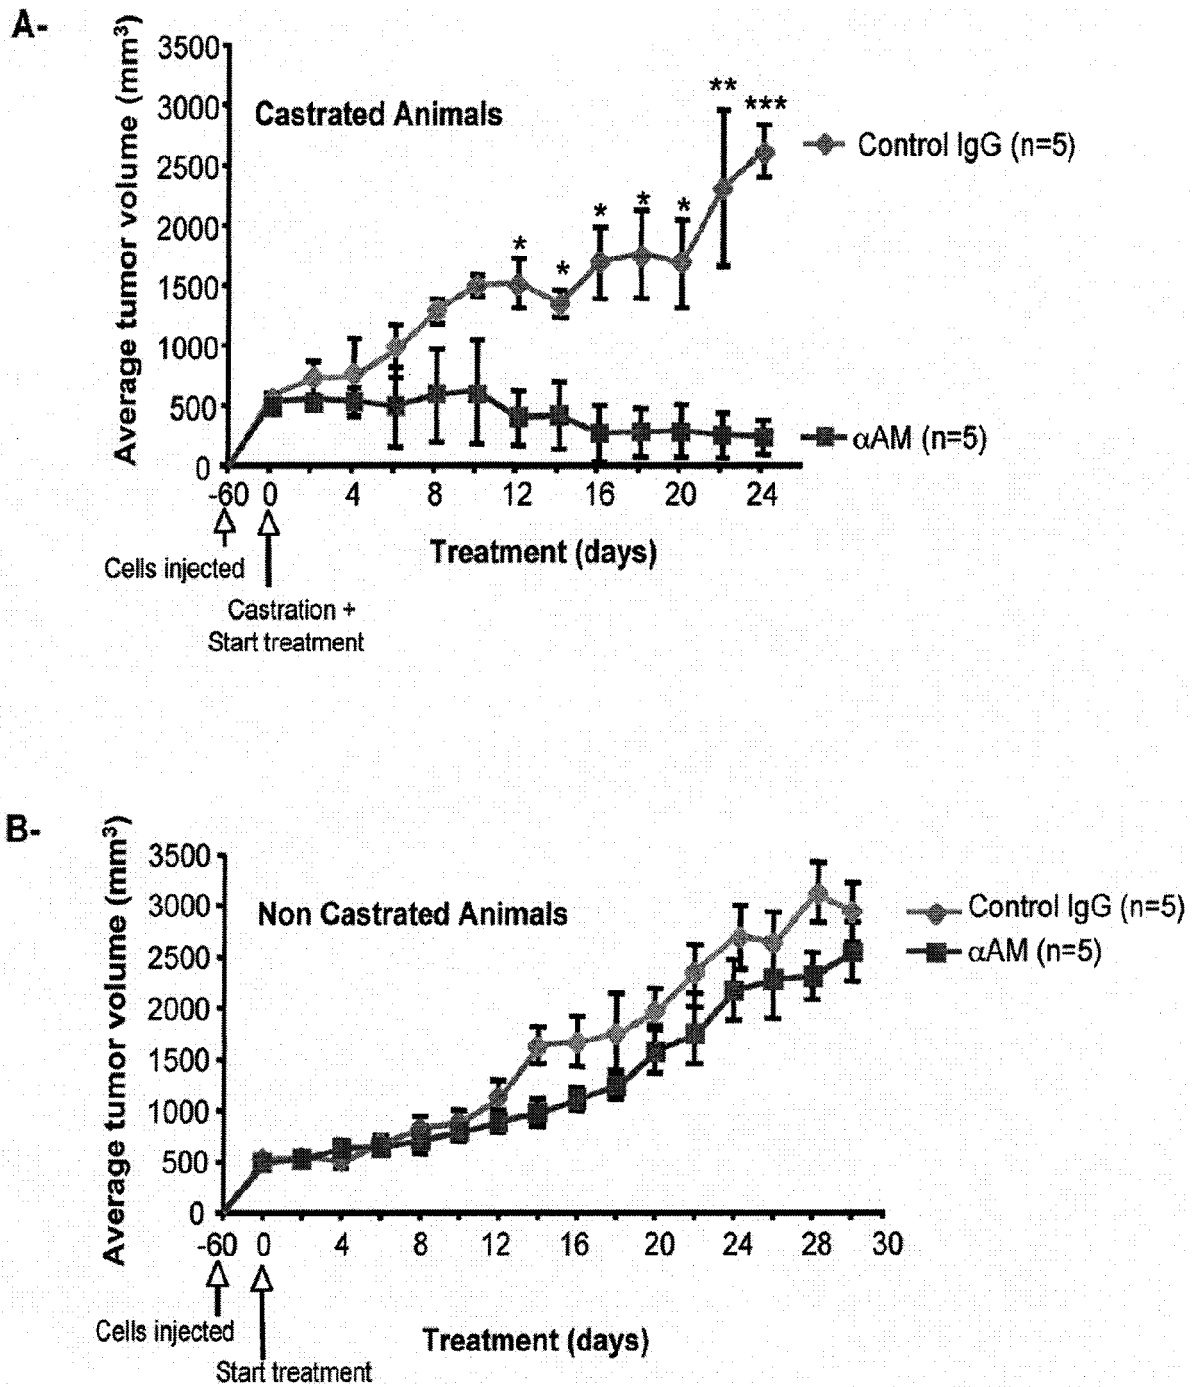 A-
Average tumor volume (mm³)
3500
3000
2500
2000
1500
1000
500
0
Castrated Animals
*
*
*
*
*
**
***
Control IgG (n=5)
αAM (n=5)
-60 0 4 8 12 16 20 24
Treatment (days)
Cells injected
Castration +
Start treatment
B-
Average tumor volume (mm³)
3500
3000
2500
2000
1500
1000
500
0
Non Castrated Animals
Control IgG (n=5)
αAM (n=5)
-60 0 4 8 12 16 20 24 28 30
Treatment (days)
Cells injected
Start treatment